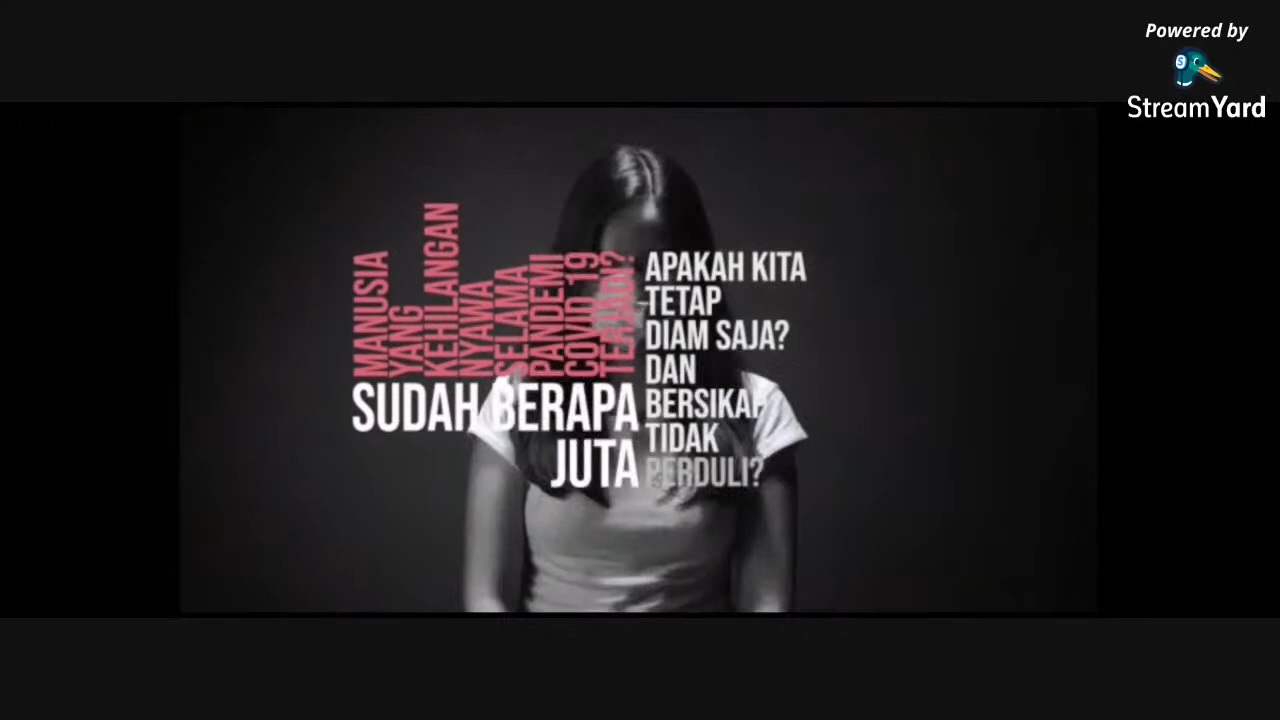 Powered by
StreamYard
SUDAH BERAPA
JUTA
MANUSIA
YANG
KEHILANGAN
NYAWA
SELAMA
PANDEMI
COVID 19
TERJADI?
APAKAH KITA
TETAP
DIAM SAJA?
DAN
BERSIKAP
TIDAK
PERDULI?